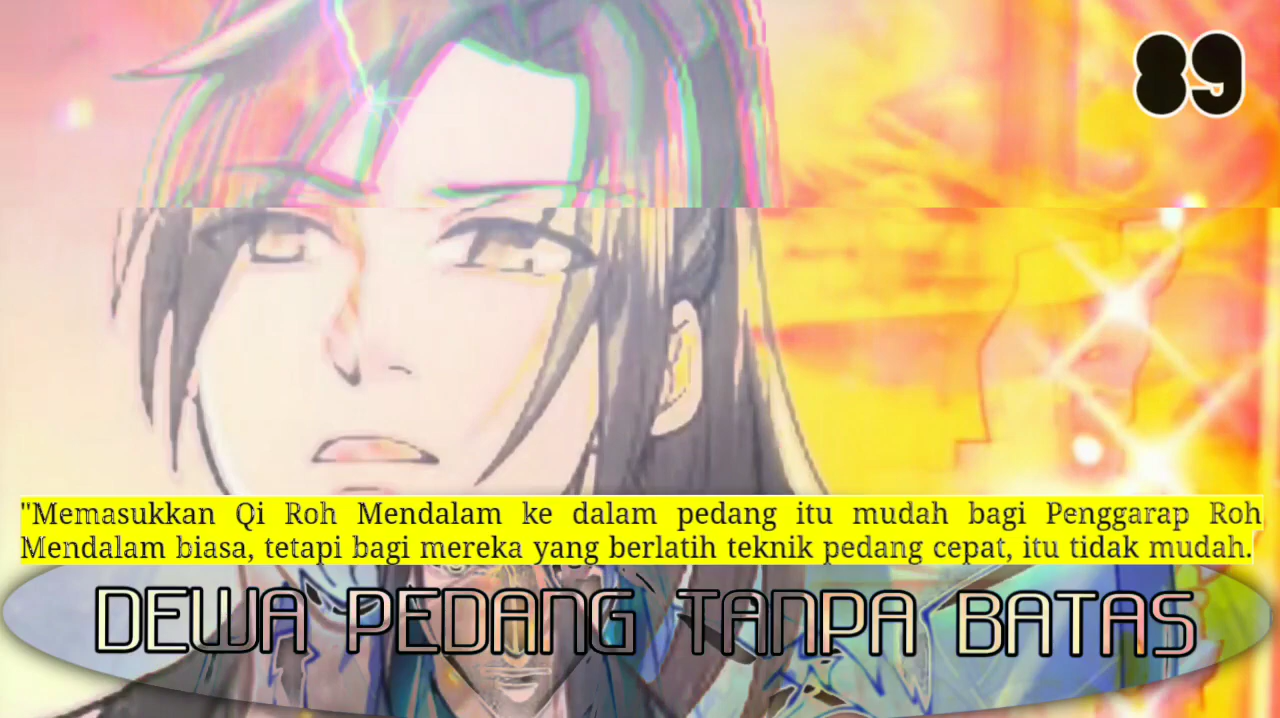 89
"Memasukkan Qi Roh Mendalam ke dalam pedang itu mudah bagi Penggarap Roh
Mendalam biasa, tetapi bagi mereka yang berlatih teknik pedang cepat, itu tidak mudah.
DEWA PEDANG TANPA BATAS